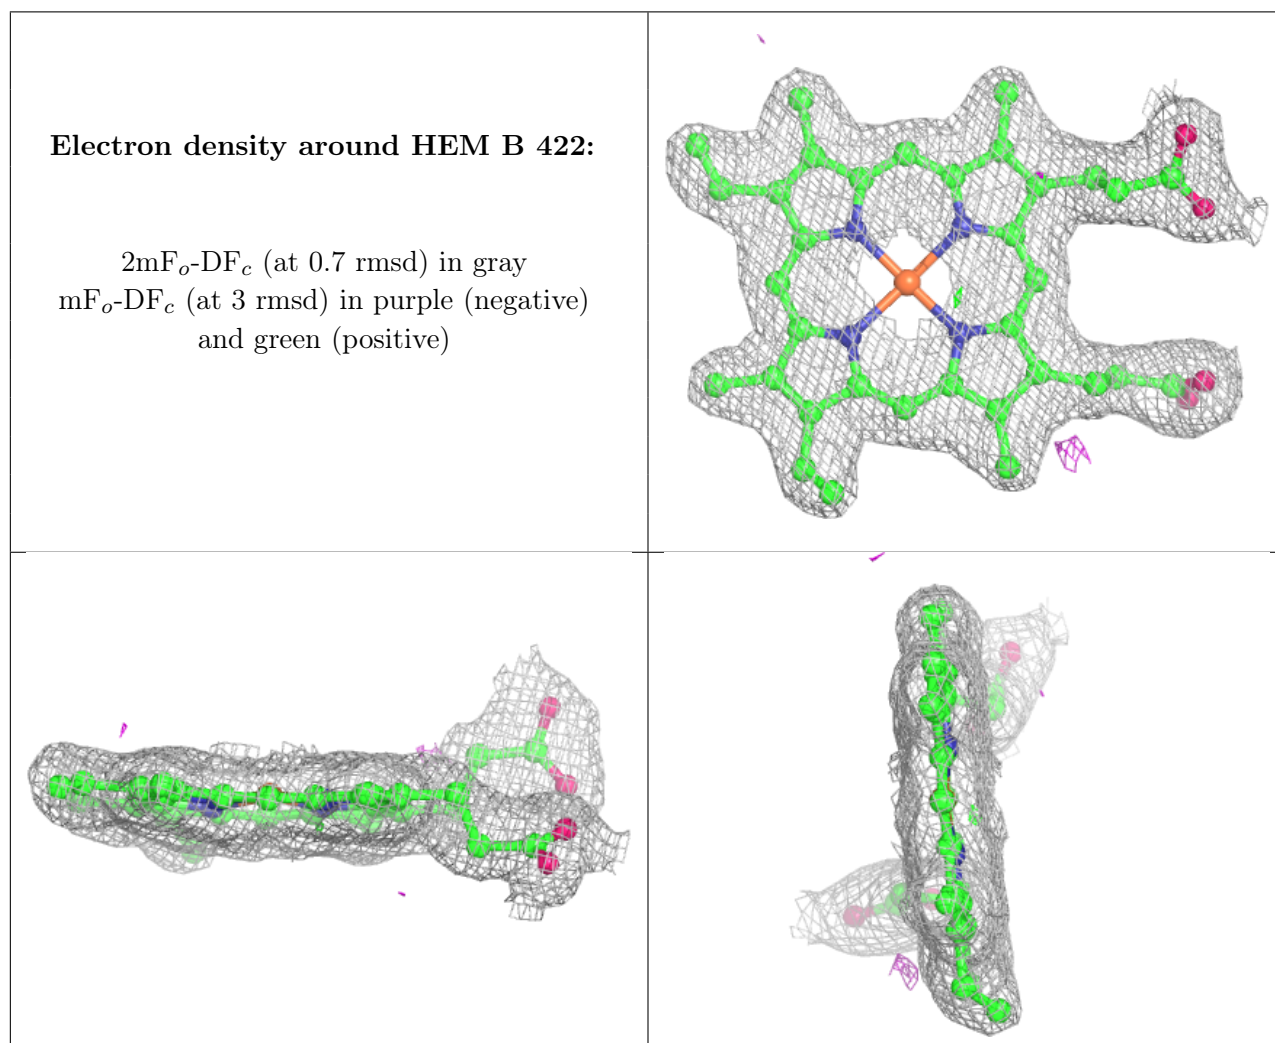 Electron density around HEM B 422:
2mFo-DFc (at 0.7 rmsd) in gray
mFo-DFc (at 3 rmsd) in purple (negative)
and green (positive)